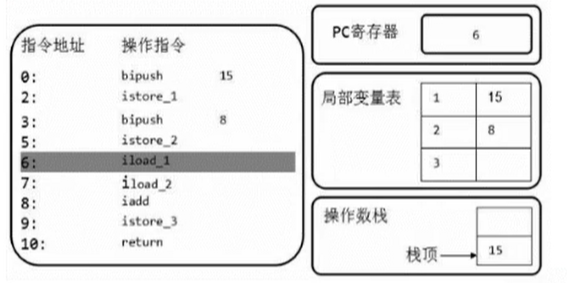 指令地址 操作指令
0: bipush 15
2: istore_1
3: bipush 8
5: istore_2
6: iload_1
7: iload_2
8: iadd
9: istore_3
10: return
PC寄存器 6
局部变量表 1 15
2 8
3
操作数栈
栈顶 15